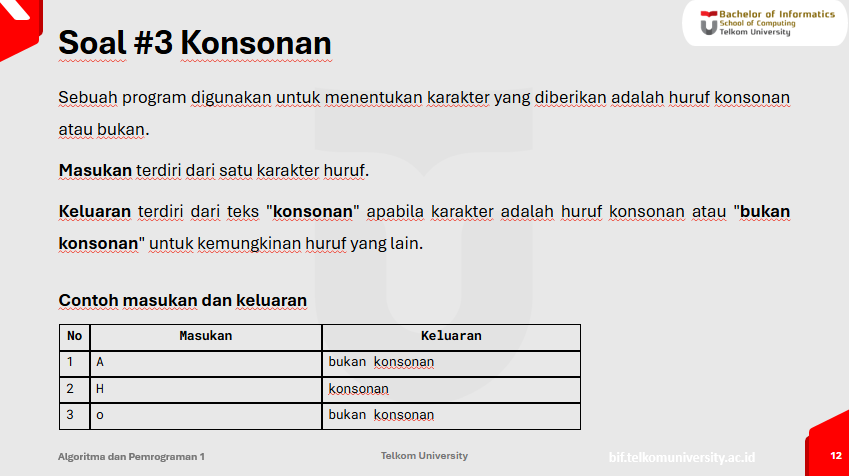 Bachelor of Informatics
School of Computing
Telkom University
Soal #3 Konsonan
Sebuah program digunakan untuk menentukan karakter yang diberikan adalah huruf konsonan
atau bukan.
Masukan terdiri dari satu karakter huruf.
Keluaran terdiri dari teks "konsonan" apabila karakter adalah huruf konsonan atau "bukan
konsonan" untuk kemungkinan huruf yang lain.
Contoh masukan dan keluaran
No Masukan Keluaran
1 A bukan konsonan
2 H konsonan
3 o bukan konsonan
Algoritma dan Pemrograman 1 Telkom University bif.telkomuniversity.ac.id 12